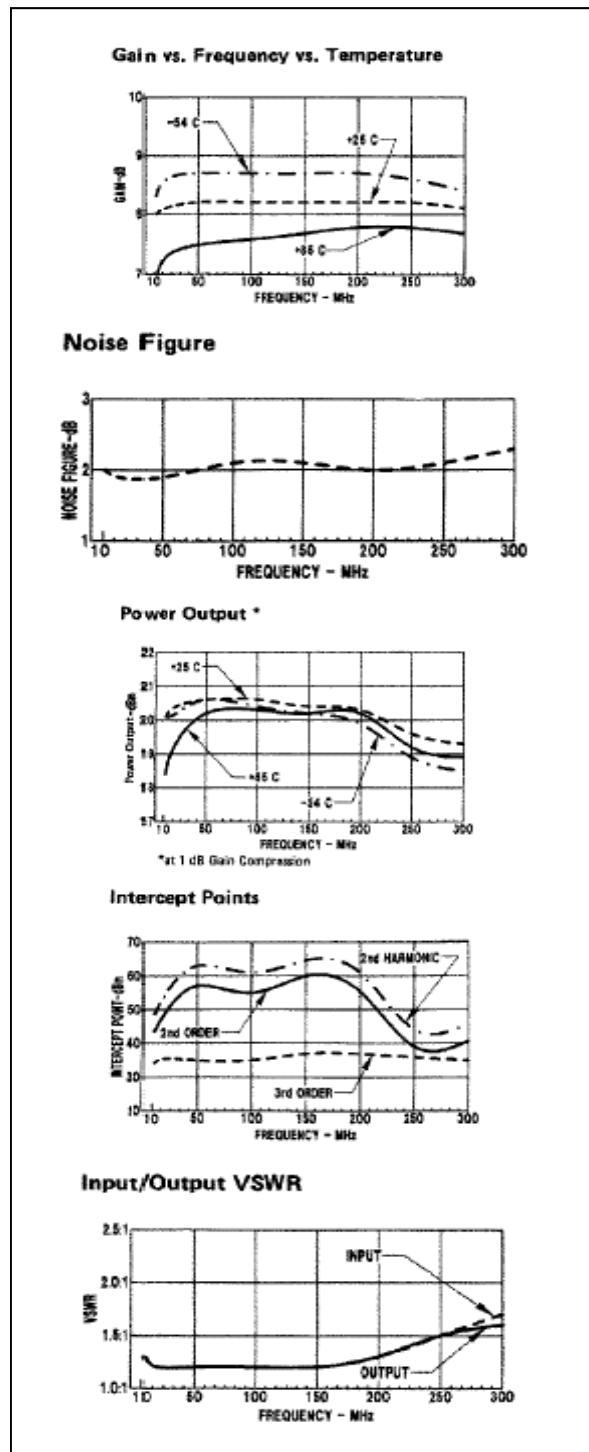 Gain vs. Frequency vs. Temperature
10
9
8
7
GAIN-dB
-54 C
+25 C
+85 C
10 50 100 150 200 250 300
FREQUENCY - MHz
Noise Figure
3
2
1
NOISE FIGURE-dB
10 50 100 150 200 250 300
FREQUENCY - MHz
Power Output *
22
21
20
19
18
17
Power Output-dBm
+25 C
+85 C
-54 C
10 50 100 150 200 250 300
FREQUENCY - MHz
*at 1 dB Gain Compression
Intercept Points
70
60
50
40
30
10
INTERCEPT POINT-dBm
2nd HARMONIC
2nd ORDER
3rd ORDER
10 50 100 150 200 250 300
FREQUENCY - MHz
Input/Output VSWR
2.5:1
2.0:1
1.5:1
1.0:1
VSWR
INPUT
OUTPUT
10 50 100 150 200 250 300
FREQUENCY - MHz